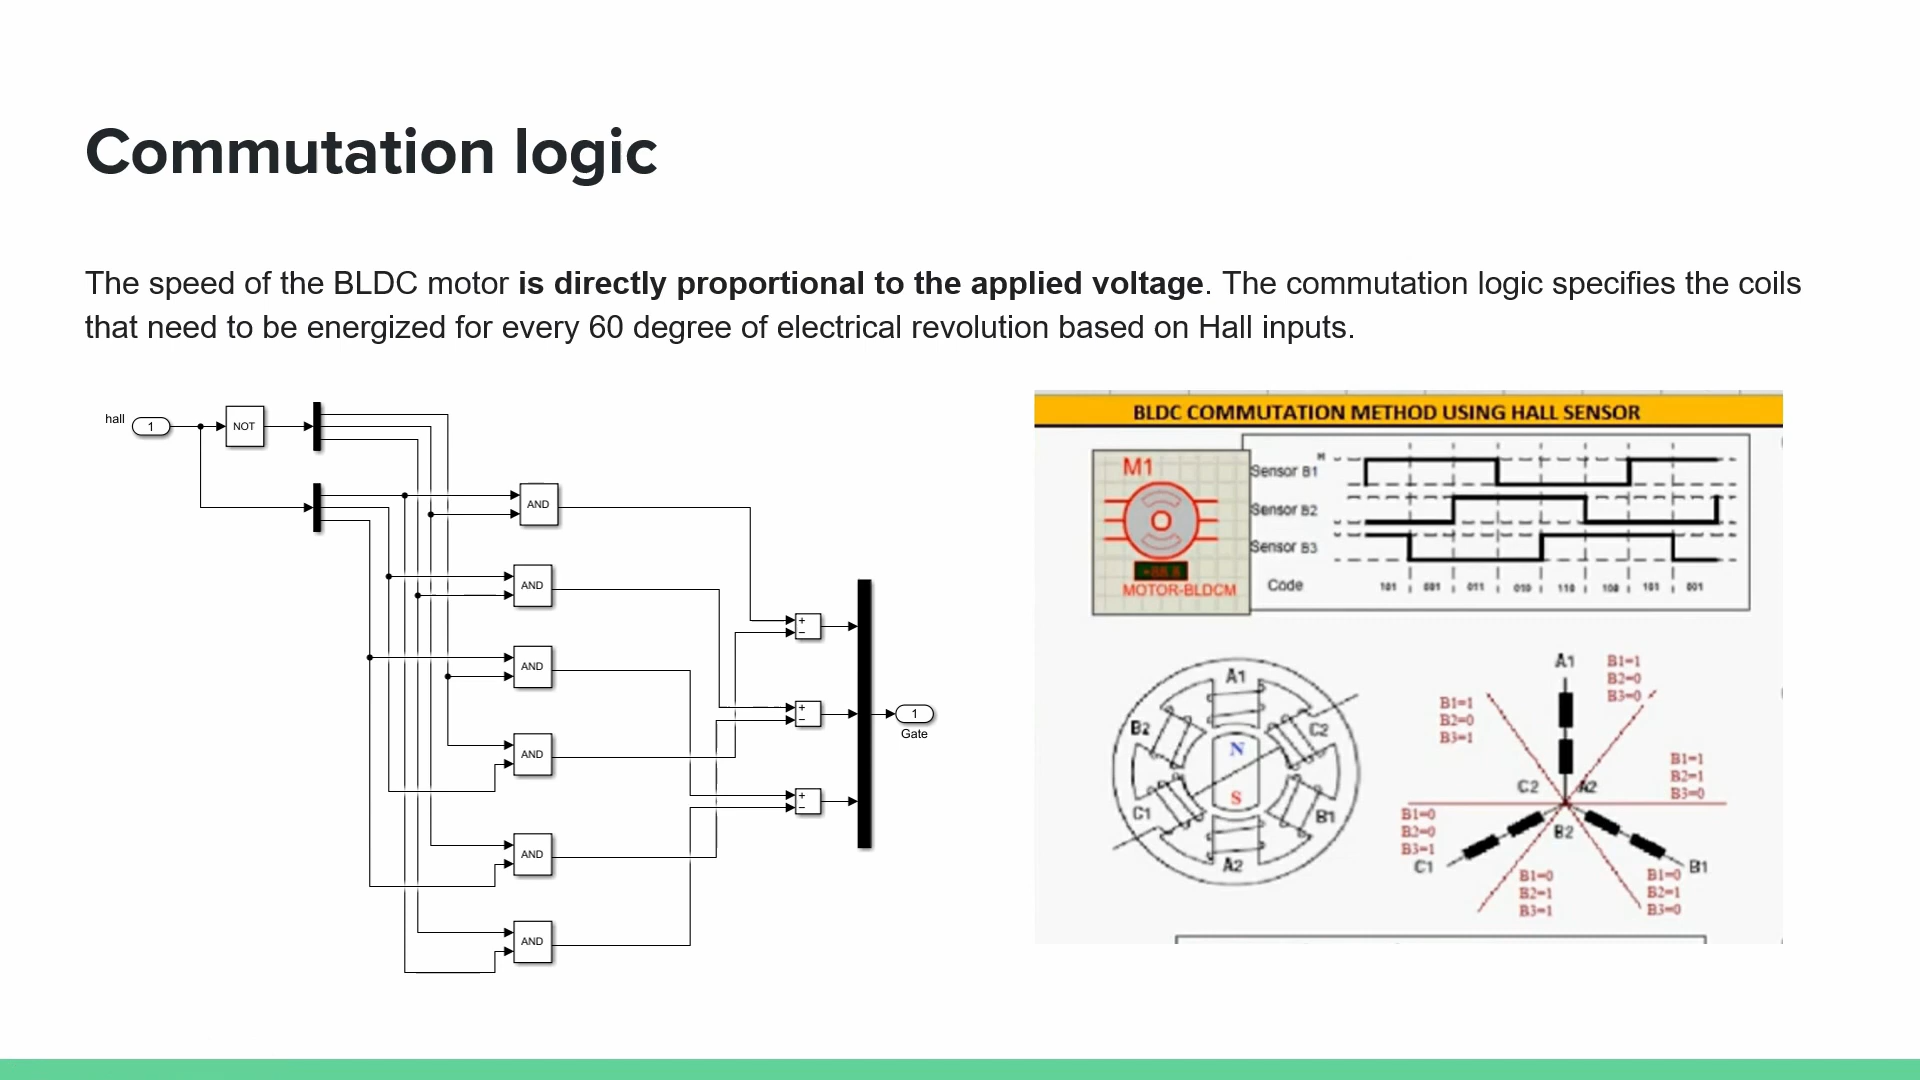 Commutation logic
The speed of the BLDC motor is directly proportional to the applied voltage. The commutation logic specifies the coils
that need to be energized for every 60 degree of electrical revolution based on Hall inputs.
hall
1
NOT
AND
AND
AND
AND
AND
AND
+
−
+
−
+
−
1
Gate
BLDC COMMUTATION METHOD USING HALL SENSOR
M1
MOTOR-BLDCM
H
Sensor B1
Sensor B2
Sensor B3
Code 101 001 011 010 110 100 101 001
A1
B2
C2
N
S
C1
B1
A2
A1
B1=1
B2=0
B3=0
B1=1
B2=0
B3=1
B1=1
B2=1
B3=0
C2
A2
B2
B1=0
B2=0
B3=1
C1
B1
B1=0
B2=1
B3=1
B1=0
B2=1
B3=0